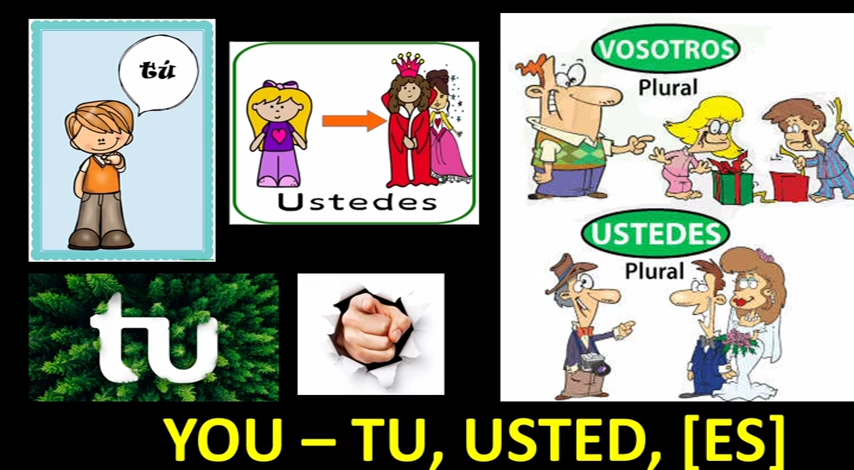 tú
Ustedes
tu
VOSOTROS
Plural
USTEDES
Plural
YOU – TU, USTED, [ES]